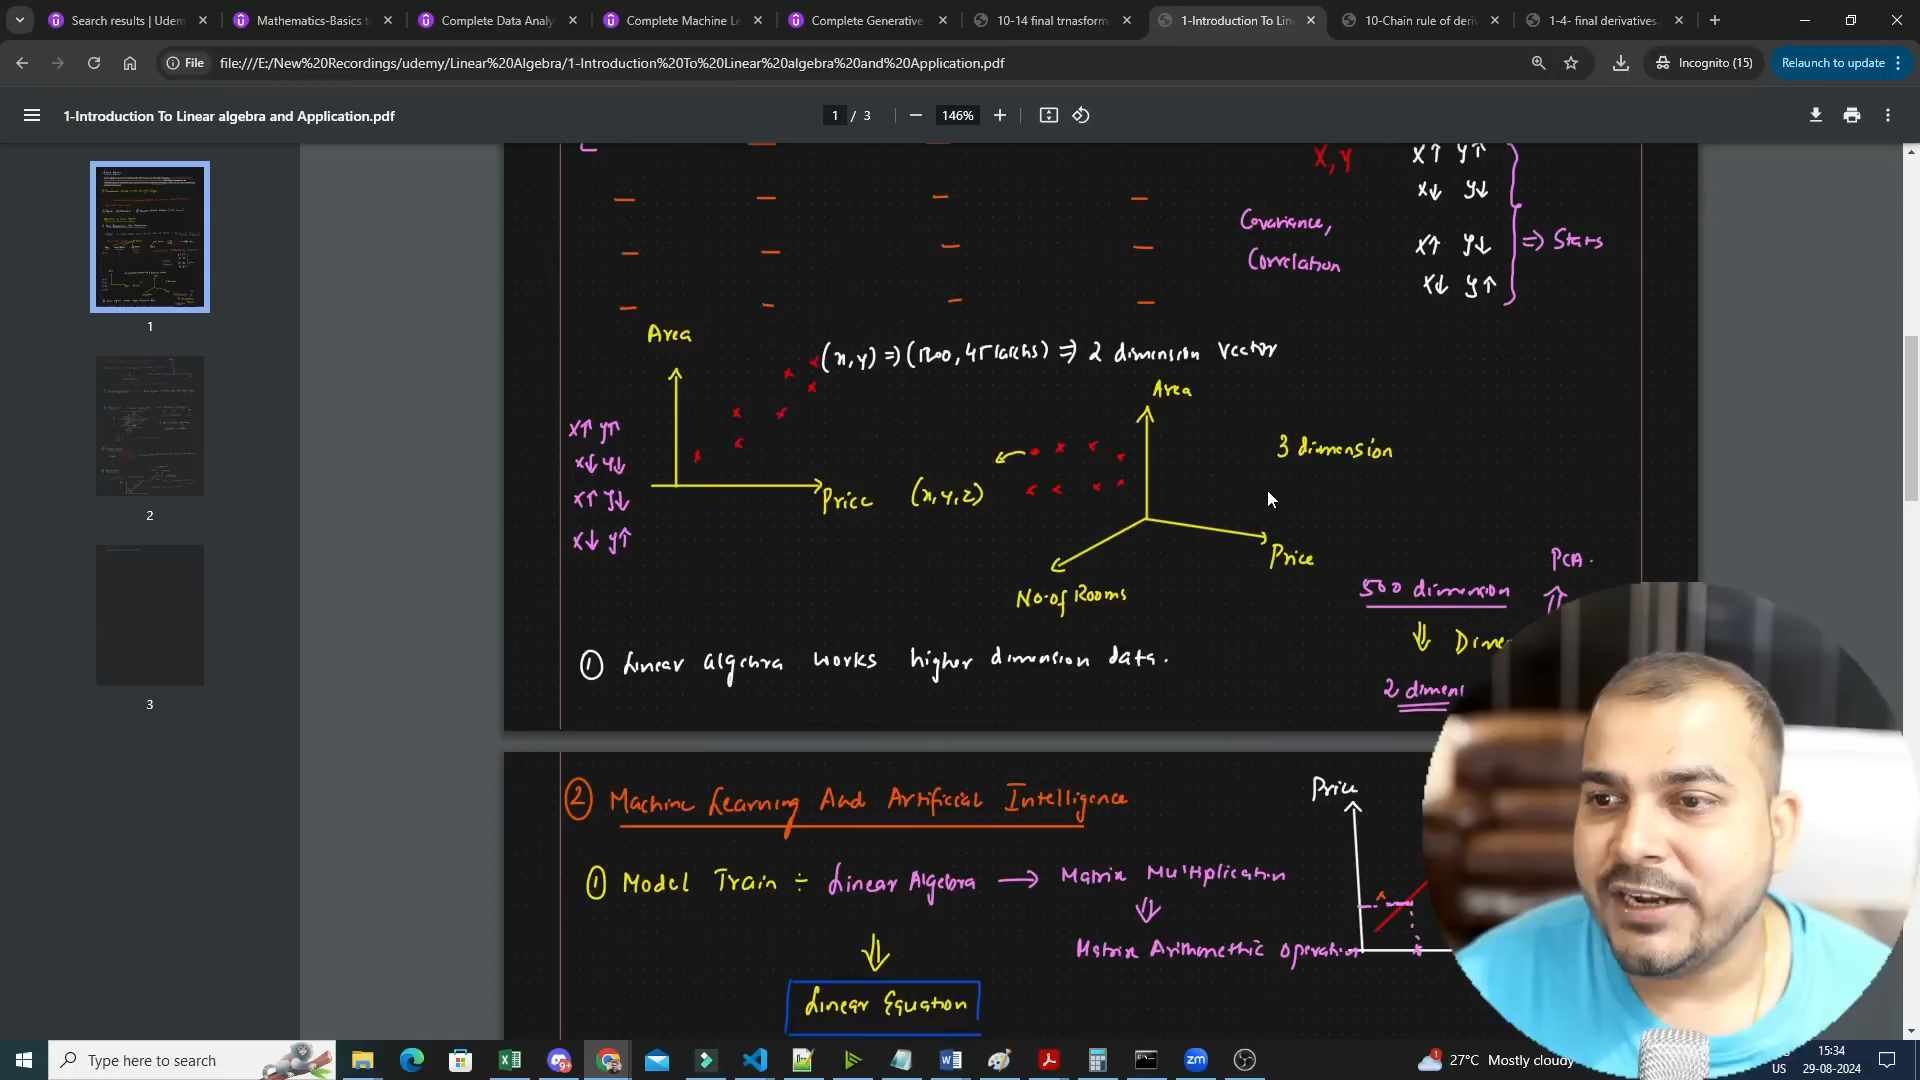 Search results | Udem
Mathematics-Basics t
Complete Data Analy
Complete Machine Le
Complete Generative
10-14 final trnasform
1-Introduction To Lin
10-Chain rule of deri
1-4- final derivatives
File
file:///E:/New%20Recordings/udemy/Linear%20Algebra/1-Introduction%20To%20Linear%20algebra%20and%20Application.pdf
Incognito (15)
Relaunch to update
1-Introduction To Linear algebra and Application.pdf
1 / 3
146%
1
2
3
X, Y
X↑ Y↑
X↓ Y↓
X↑ Y↓
X↓ Y↑
⇒ Stats
Covariance,
Correlation
Area
(x,y) ⇒ (1200, 45 lakhs) ⇒ 2 dimension vector
X↑ Y↑
X↓ Y↓
X↑ Y↓
X↓ Y↑
Price
(x,y,z)
Area
3 dimension
Price
No. of Rooms
PCA.
500 dimension
⇑
⇓
2 dimensi
① Linear algebra works higher dimension data.
② Machine Learning And Artificial Intelligence
Price
① Model Train ÷ Linear Algebra → Matrix Multiplication
⇓
Matrix Arithmethic operation
⇓
Linear Equation
Type here to search
27°C Mostly cloudy
15:34
US 29-08-2024